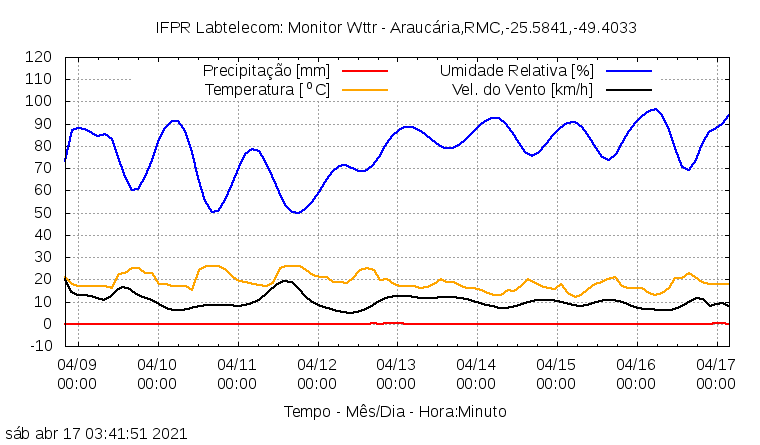 IFPR Labtelecom: Monitor Wttr - Araucária,RMC,-25.5841,-49.4033
Precipitação [mm] Umidade Relativa [%]
Temperatura [⁰C] Vel. do Vento [km/h]
120
110
100
90
80
70
60
50
40
30
20
10
0
-10
04/09 04/10 04/11 04/12 04/13 04/14 04/15 04/16 04/17
00:00 00:00 00:00 00:00 00:00 00:00 00:00 00:00 00:00
Tempo - Mês/Dia - Hora:Minuto
sáb abr 17 03:41:51 2021